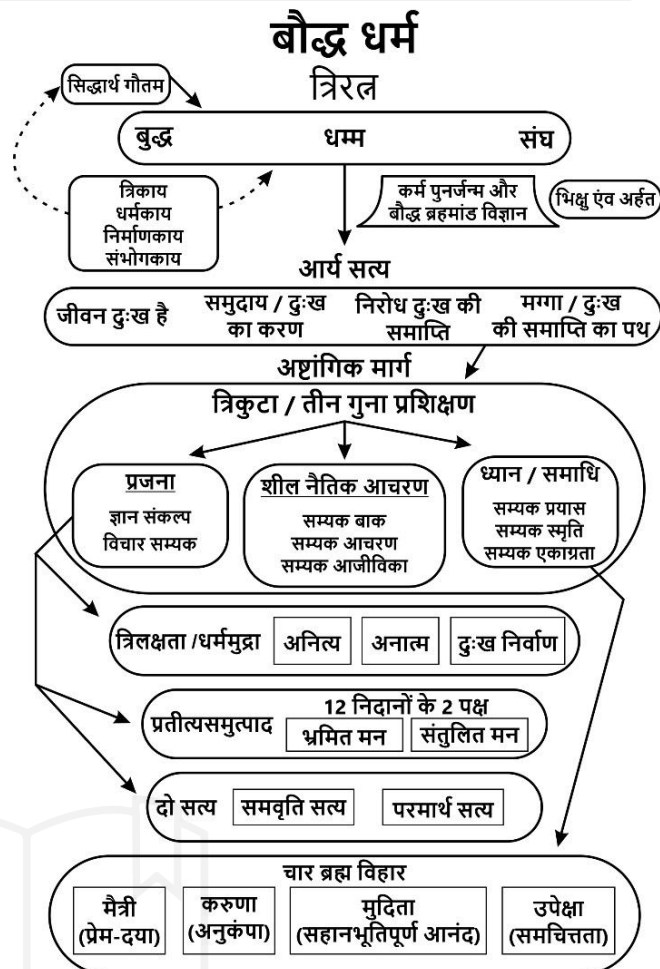 बौद्ध धर्म
त्रिरत्न
सिद्धार्थ गौतम
बुद्ध धम्म संघ
त्रिकाय
धर्मकाय
निर्माणकाय
संभोगकाय
कर्म पुनर्जन्म और
बौद्ध ब्रहमांड विज्ञान
भिक्षु एंव अर्हत
आर्य सत्य
जीवन दुःख है
समुदाय / दुःख
का करण
निरोध दुःख की
समाप्ति
मग्गा / दुःख
की समाप्ति का पथ
अष्टांगिक मार्ग
त्रिकुटा / तीन गुना प्रशिक्षण
प्रजना
ज्ञान संकल्प
विचार सम्यक
शील नैतिक आचरण
सम्यक बाक
सम्यक आचरण
सम्यक आजीविका
ध्यान / समाधि
सम्यक प्रयास
सम्यक स्मृति
सम्यक एकाग्रता
त्रिलक्षता /धर्ममुद्रा अनित्य अनात्म दुःख निर्वाण
12 निदानों के 2 पक्ष
प्रतीत्यसमुत्पाद भ्रमित मन संतुलित मन
दो सत्य समवृति सत्य परमार्थ सत्य
चार ब्रह्म विहार
मैत्री
(प्रेम-दया)
करुणा
(अनुकंपा)
मुदिता
(सहानभूतिपूर्ण आनंद)
उपेक्षा
(समचित्तता)